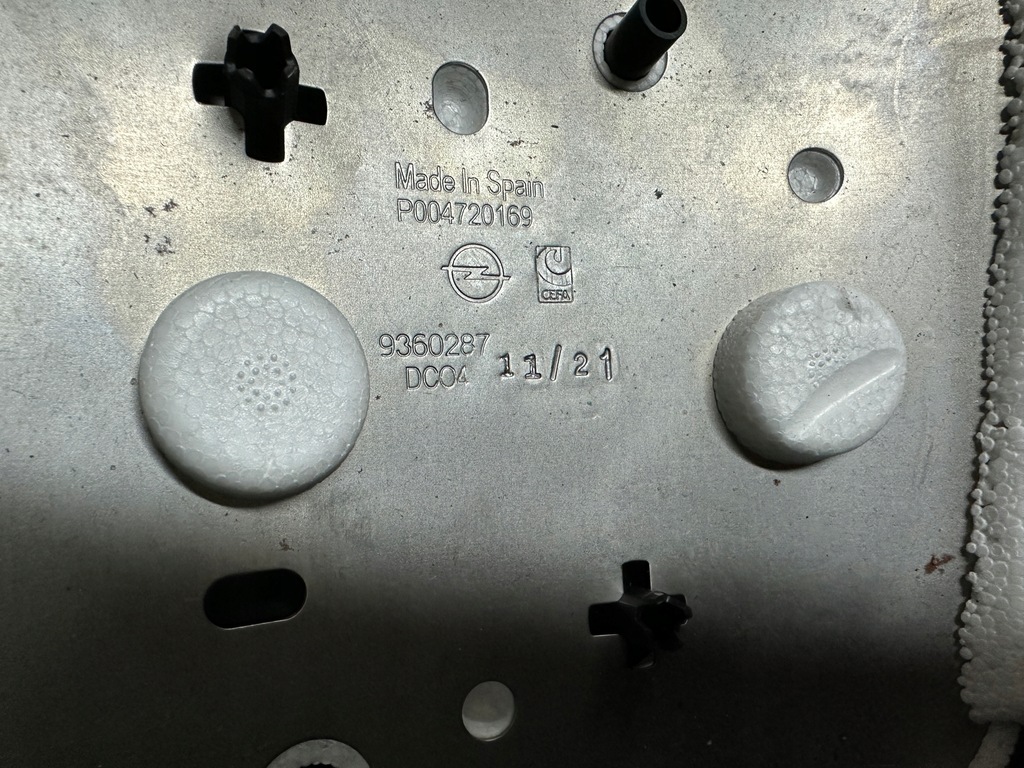 Made In Spain
P004720169
CEFA
9360287
DC04
11/21